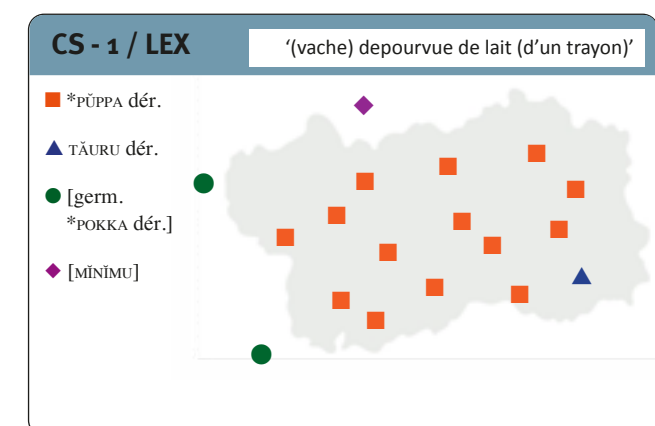 CS - 1 / LEX
‘(vache) depourvue de lait (d’un trayon)’
*PŬPPA dér.
TĂURU dér.
[germ.
*POKKA dér.]
[MĬNĬMU]